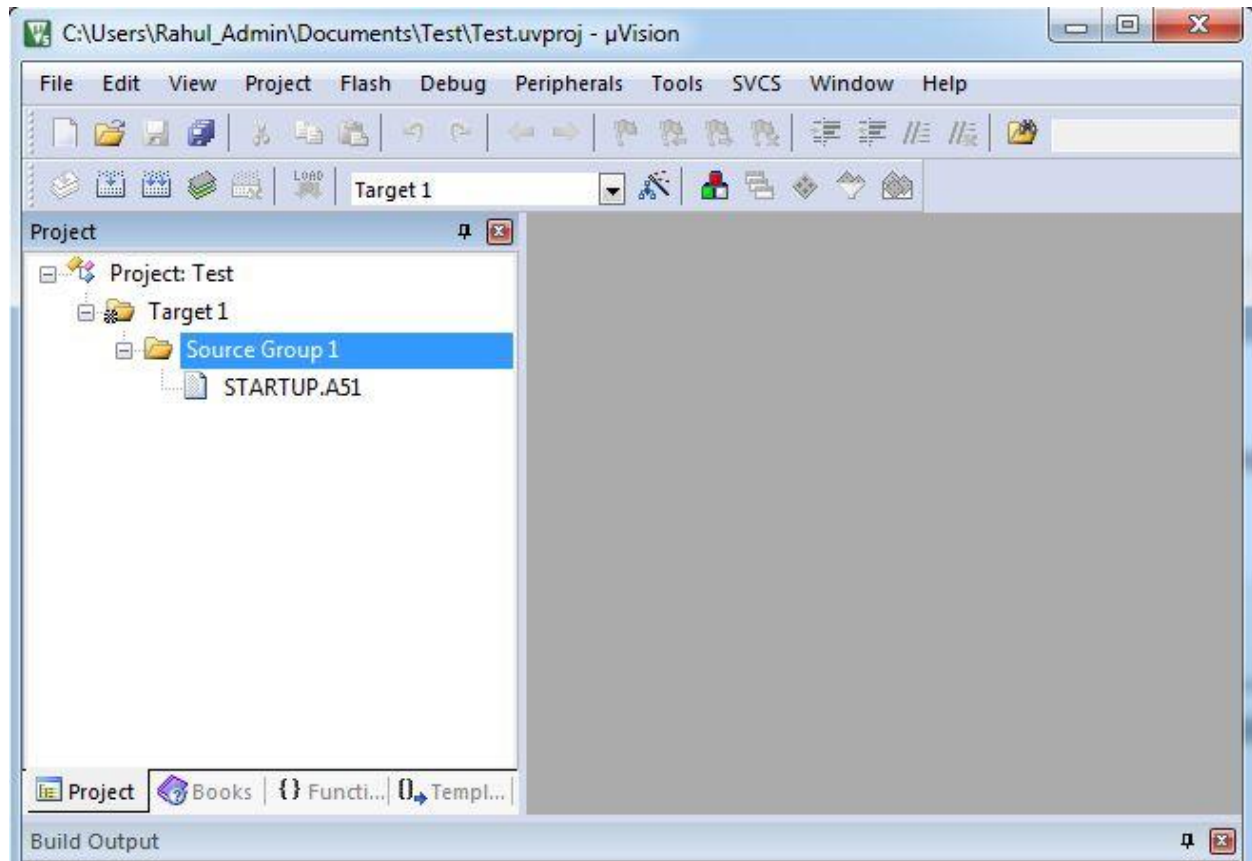 C:\Users\Rahul_Admin\Documents\Test\Test.uvproj - µVision
File Edit View Project Flash Debug Peripherals Tools SVCS Window Help
LOAD
Target 1
Project
Project: Test
Target 1
Source Group 1
STARTUP.A51
Project Books {} Functi... Templ...
Build Output